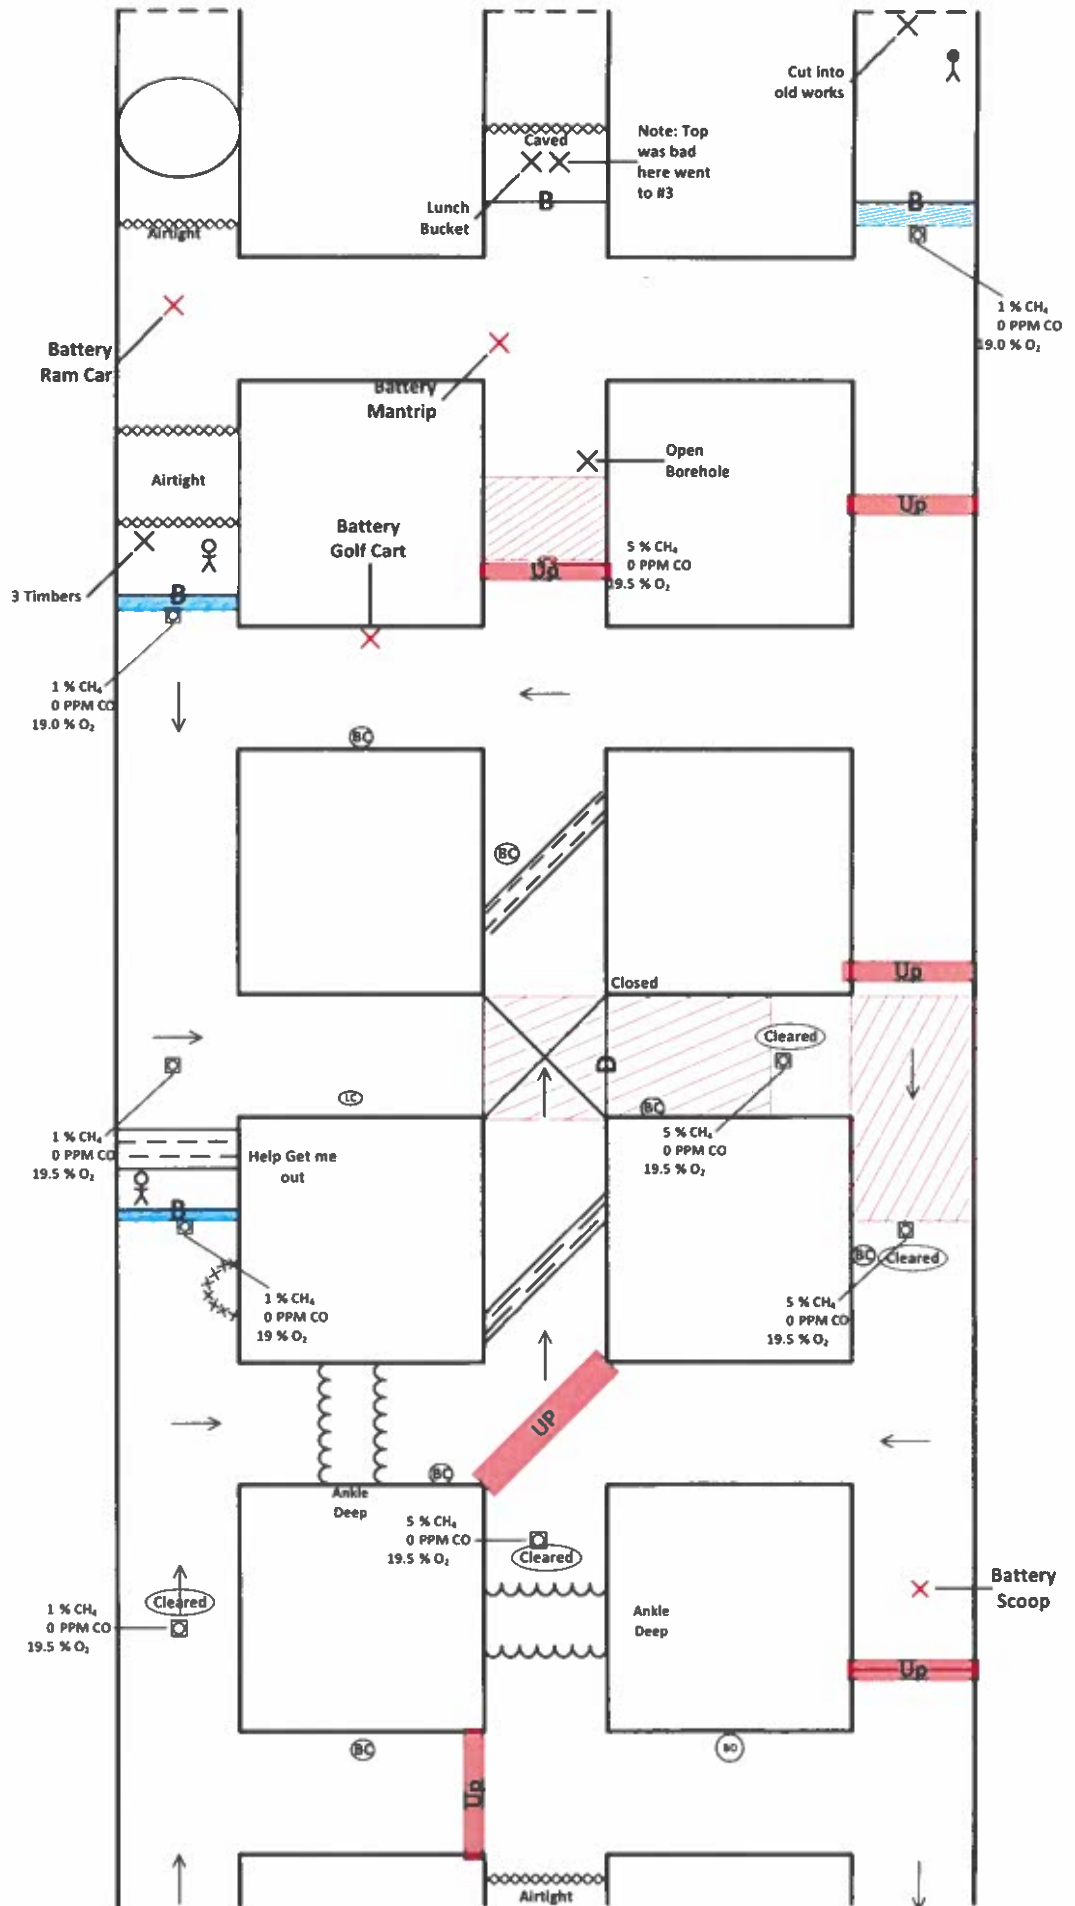 Cut into
old works
Note: Top
was bad
here went
to #3
Caved
Lunch
Bucket
B
B
Airtight
1 % CH₄
0 PPM CO
19.0 % O₂
Battery
Ram Car
Battery
Mantrip
Open
Borehole
Airtight
Up
Battery
Golf Cart
5 % CH₄
0 PPM CO
19.5 % O₂
Up
3 Timbers
B
1 % CH₄
0 PPM CO
19.0 % O₂
BC
BC
Up
Closed
Cleared
D
LC
BC
1 % CH₄
0 PPM CO
19.5 % O₂
5 % CH₄
0 PPM CO
19.5 % O₂
Help Get me
out
B
BC
Cleared
1 % CH₄
0 PPM CO
19 % O₂
5 % CH₄
0 PPM CO
19.5 % O₂
UP
BC
Ankle
Deep
5 % CH₄
0 PPM CO
19.5 % O₂
Cleared
Battery
Scoop
Cleared
1 % CH₄
0 PPM CO
19.5 % O₂
Ankle
Deep
Up
BC
BO
Up
Airtight